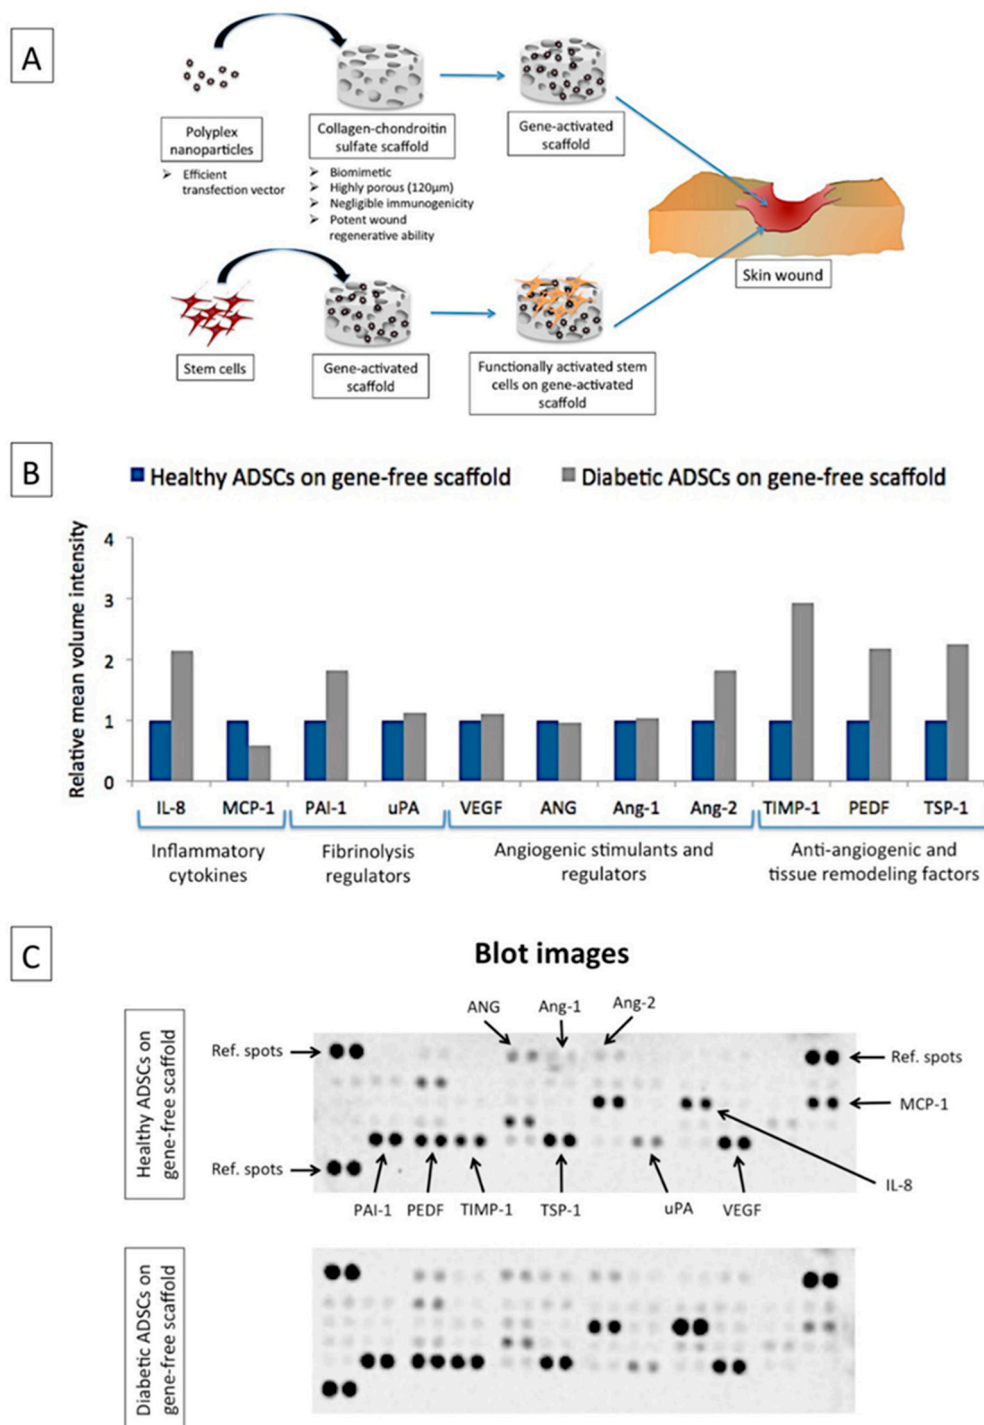 A
Polyplex
nanoparticles
➢ Efficient
transfection vector
Collagen-chondroitin
sulfate scaffold
➢ Biomimetic
➢ Highly porous (120μm)
➢ Negligible immunogenicity
➢ Potent wound
regenerative ability
Gene-activated
scaffold
Skin wound
Stem cells
Gene-activated
scaffold
Functionally activated stem
cells on gene-activated
scaffold
B
Healthy ADSCs on gene-free scaffold
Diabetic ADSCs on gene-free scaffold
Relative mean volume intensity
4
3
2
1
0
IL-8 MCP-1 PAI-1 uPA VEGF ANG Ang-1 Ang-2 TIMP-1 PEDF TSP-1
Inflammatory
cytokines
Fibrinolysis
regulators
Angiogenic stimulants and
regulators
Anti-angiogenic and
tissue remodeling factors
C
Blot images
Healthy ADSCs on
gene-free scaffold
ANG Ang-1 Ang-2
Ref. spots
Ref. spots
MCP-1
Ref. spots
IL-8
PAI-1 PEDF TIMP-1 TSP-1 uPA VEGF
Diabetic ADSCs on
gene-free scaffold